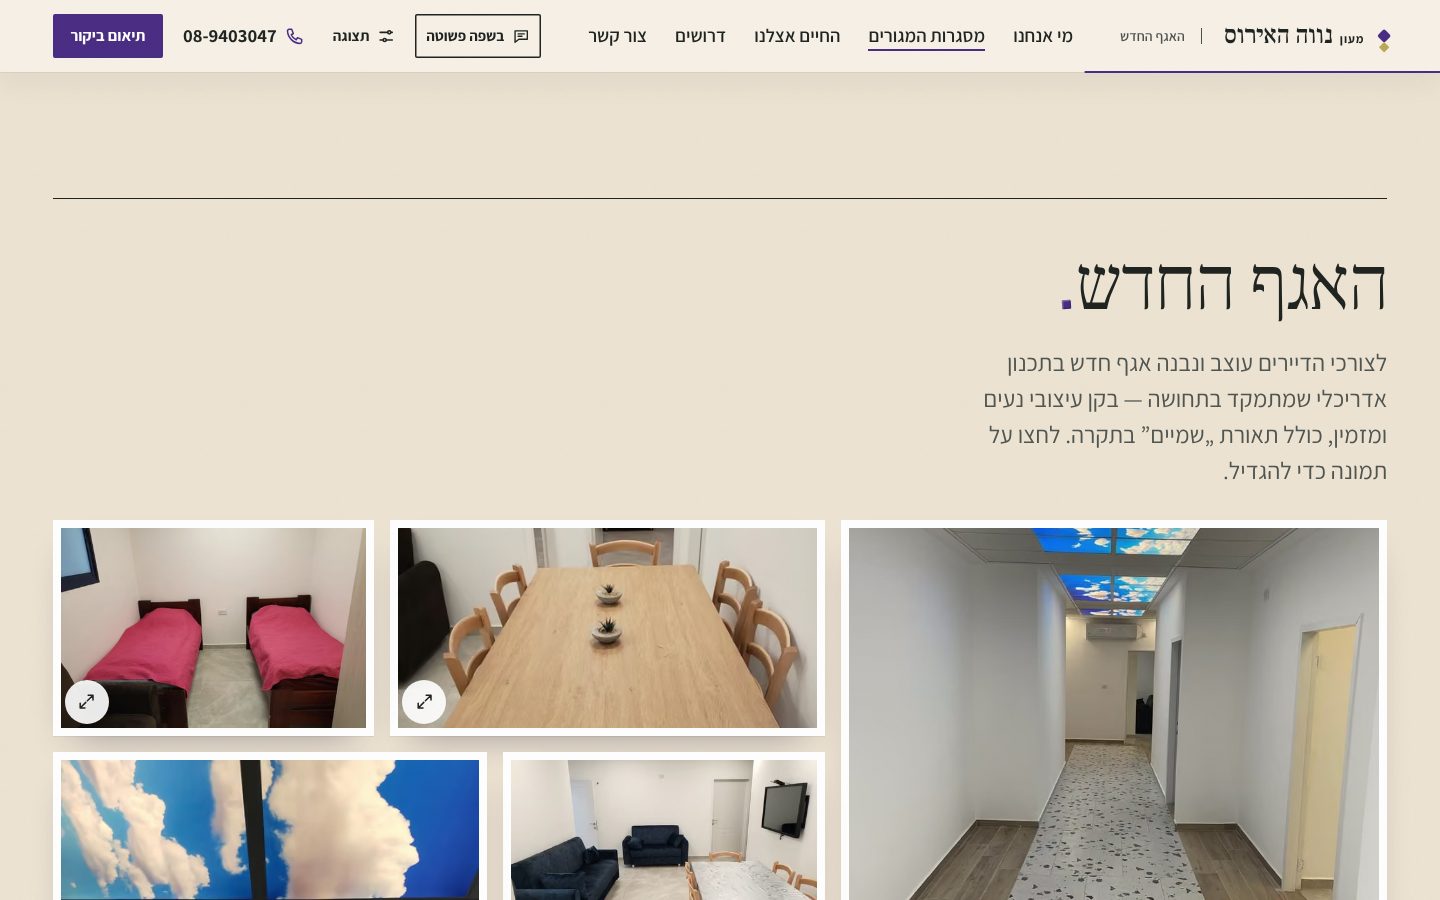 מעון נווה האירוס
האגף החדש
מי אנחנו
מסגרות המגורים
החיים אצלנו
דרושים
צור קשר
בשפה פשוטה
תצוגה
08-9403047
תיאום ביקור
האגף החדש.
לצורכי הדיירים עוצב ונבנה אגף חדש בתכנון
אדריכלי שמתמקד בתחושה — בקן עיצובי נעים
ומזמין, כולל תאורת „שמיים” בתקרה. לחצו על
תמונה כדי להגדיל.